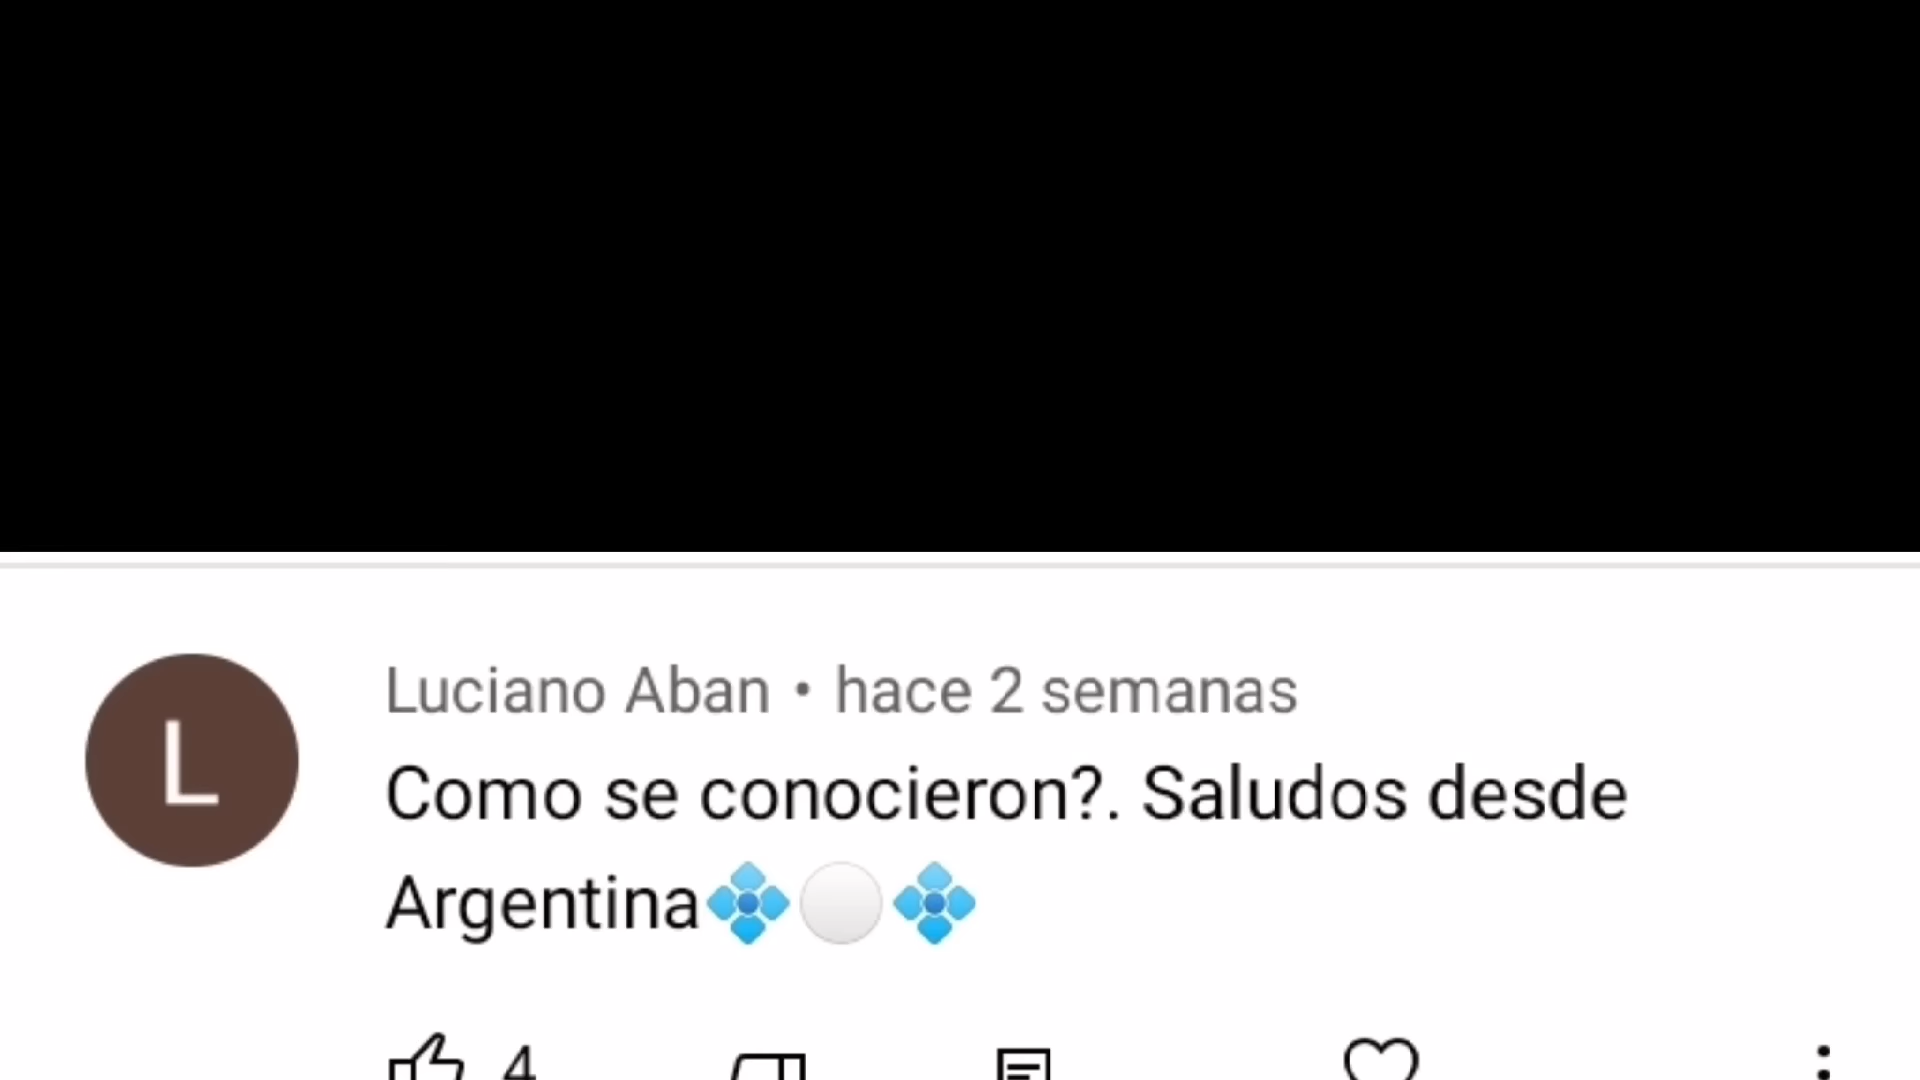 L
Luciano Aban • hace 2 semanas
Como se conocieron?. Saludos desde
Argentina💠⚪💠
4